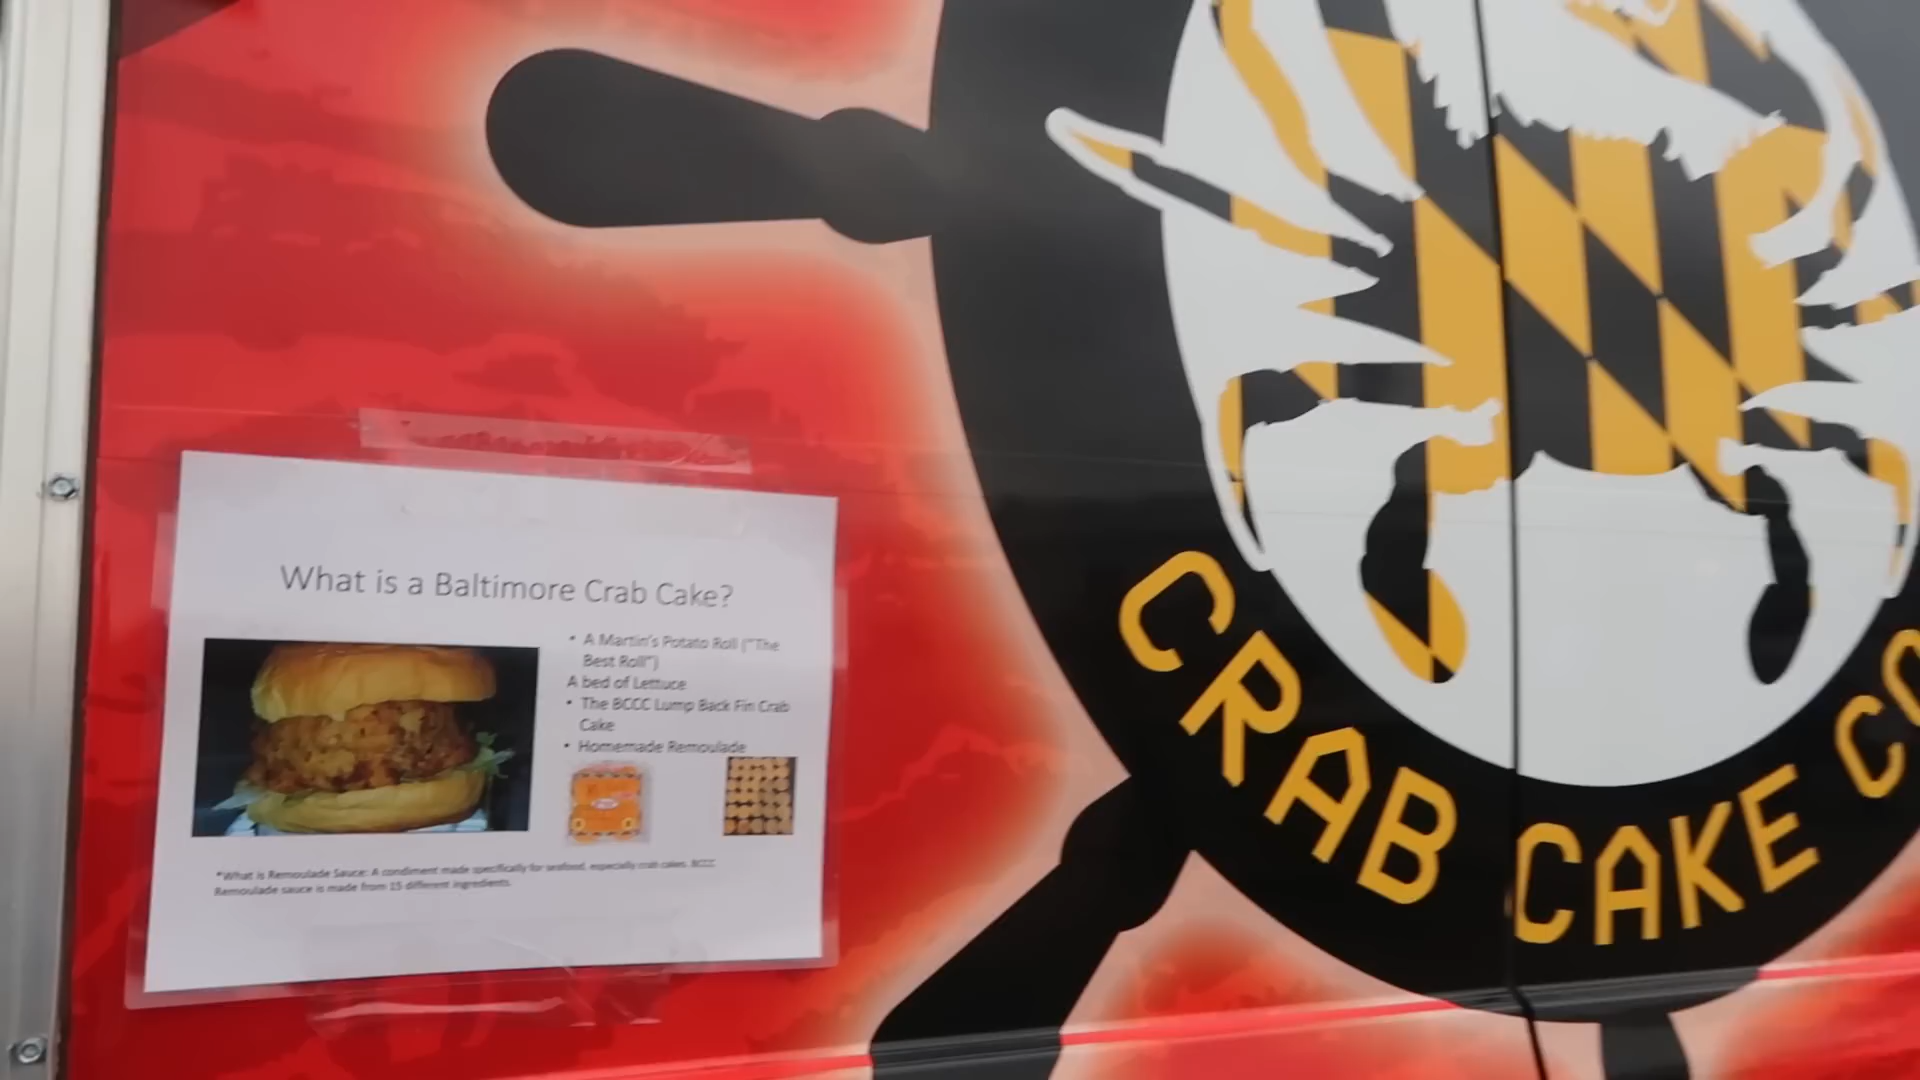 What is a Baltimore Crab Cake?
• A Martin's Potato Roll ("The
Best Roll")
A bed of Lettuce
• The BCCC Lump Back Fin Crab
Cake
• Homemade Remoulade
*What is Remoulade Sauce: A condiment made specifically for seafood, especially crab cakes. BCCC
Remoulade sauce is made from 15 different ingredients.
CRAB CAKE CO